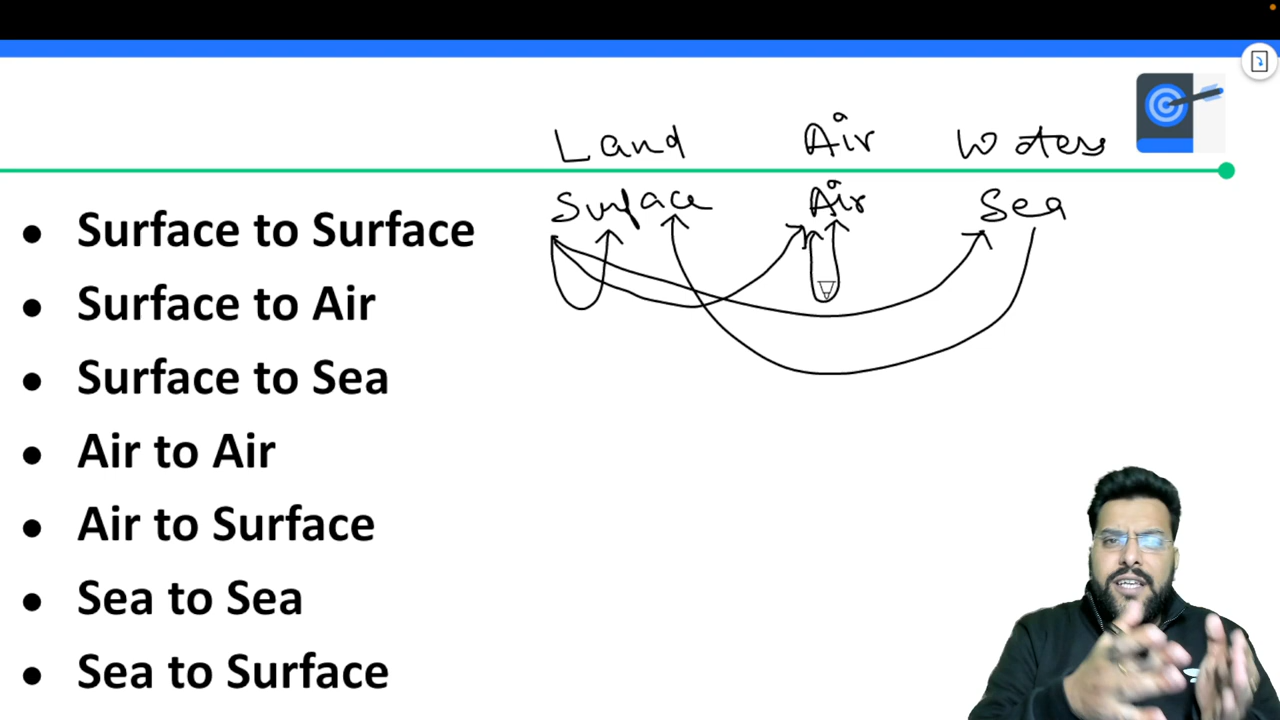 Land Air Waters
Surface Air Sea
• Surface to Surface
• Surface to Air
• Surface to Sea
• Air to Air
• Air to Surface
• Sea to Sea
• Sea to Surface